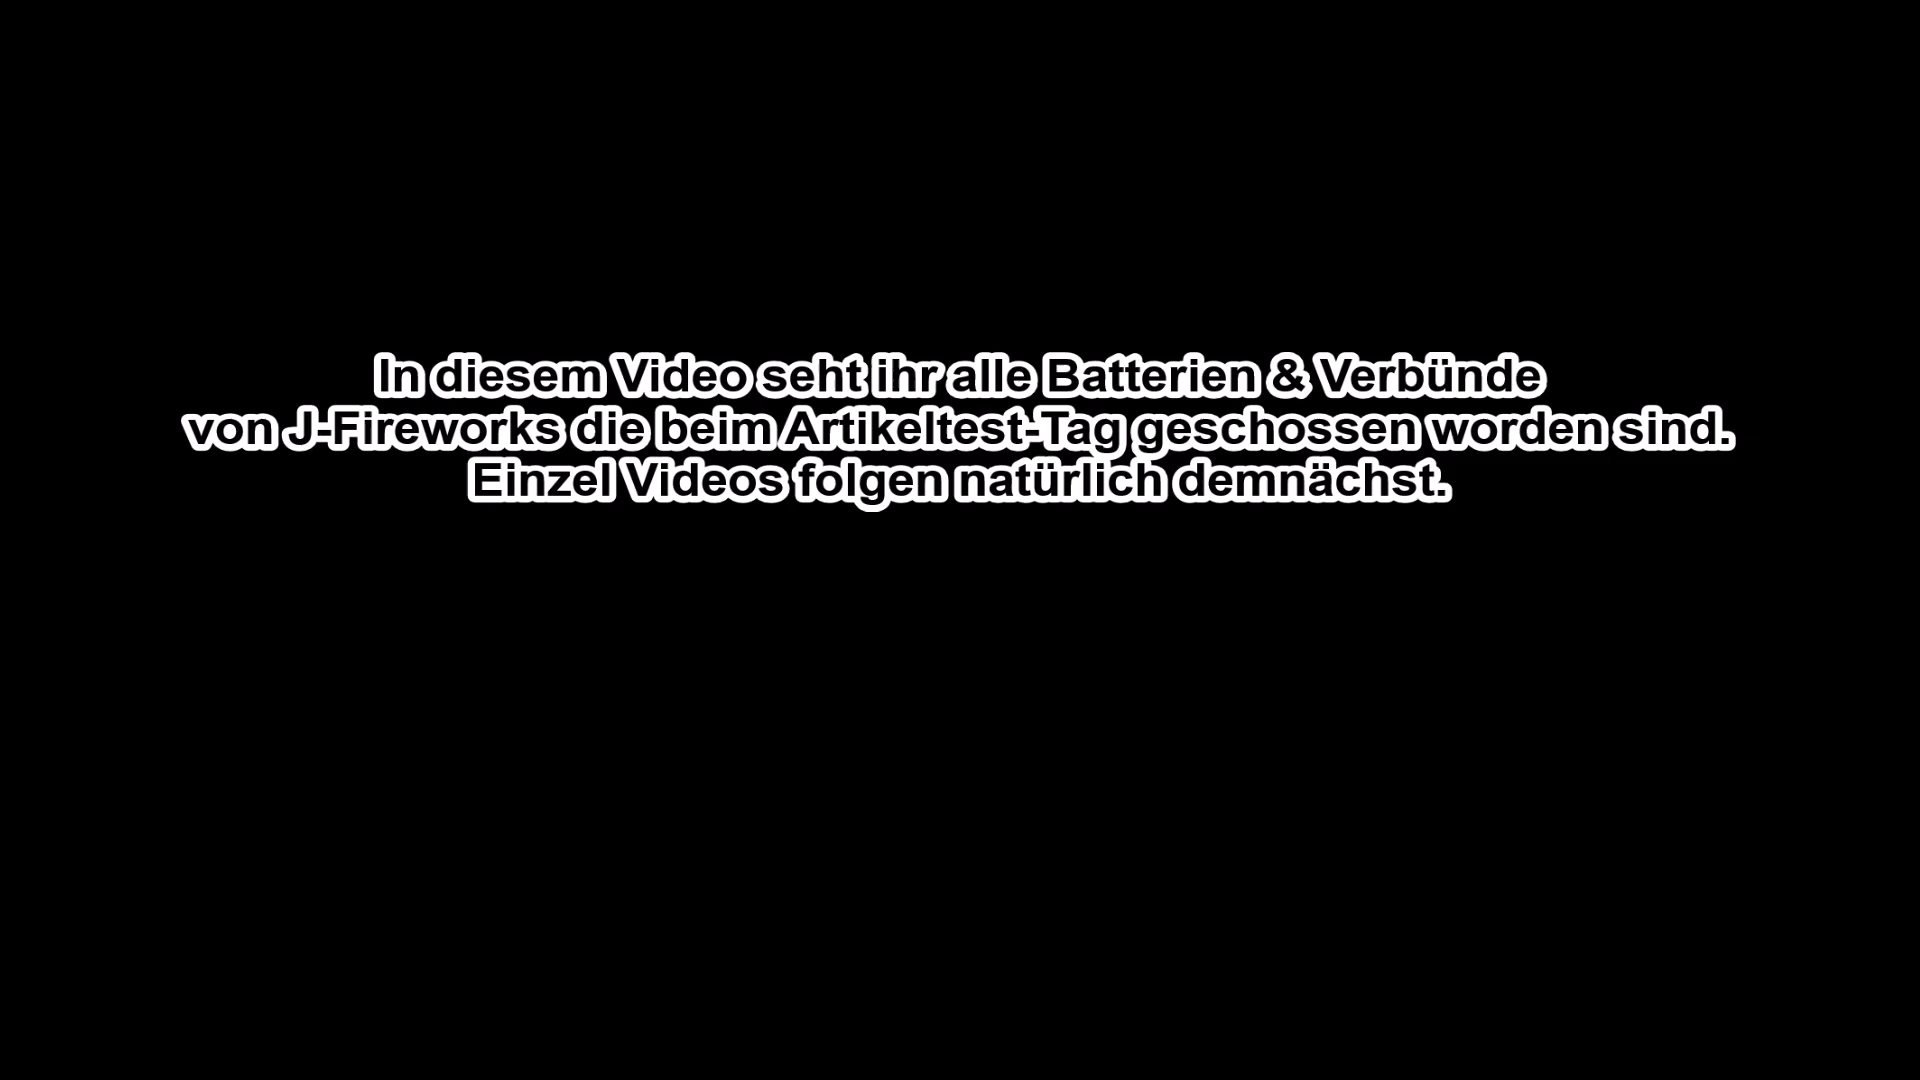 In diesem Video seht ihr alle Batterien & Verbünde
von J-Fireworks die beim Artikeltest-Tag geschossen worden sind.
Einzel Videos folgen natürlich demnächst.